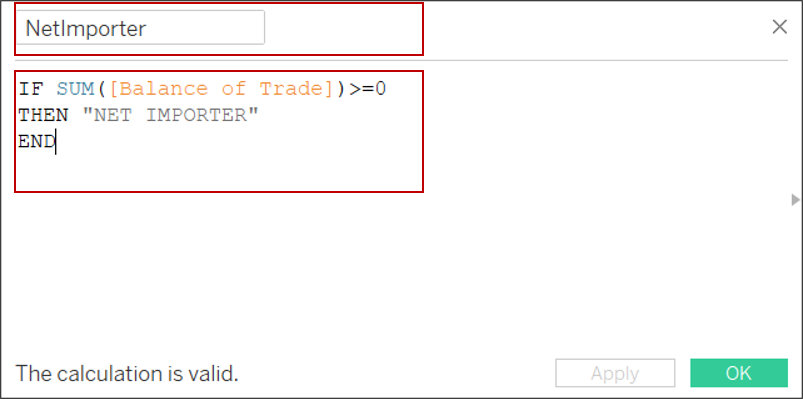 NetImporter
IF SUM([Balance of Trade])>=0
THEN "NET IMPORTER"
END
The calculation is valid.
Apply
OK